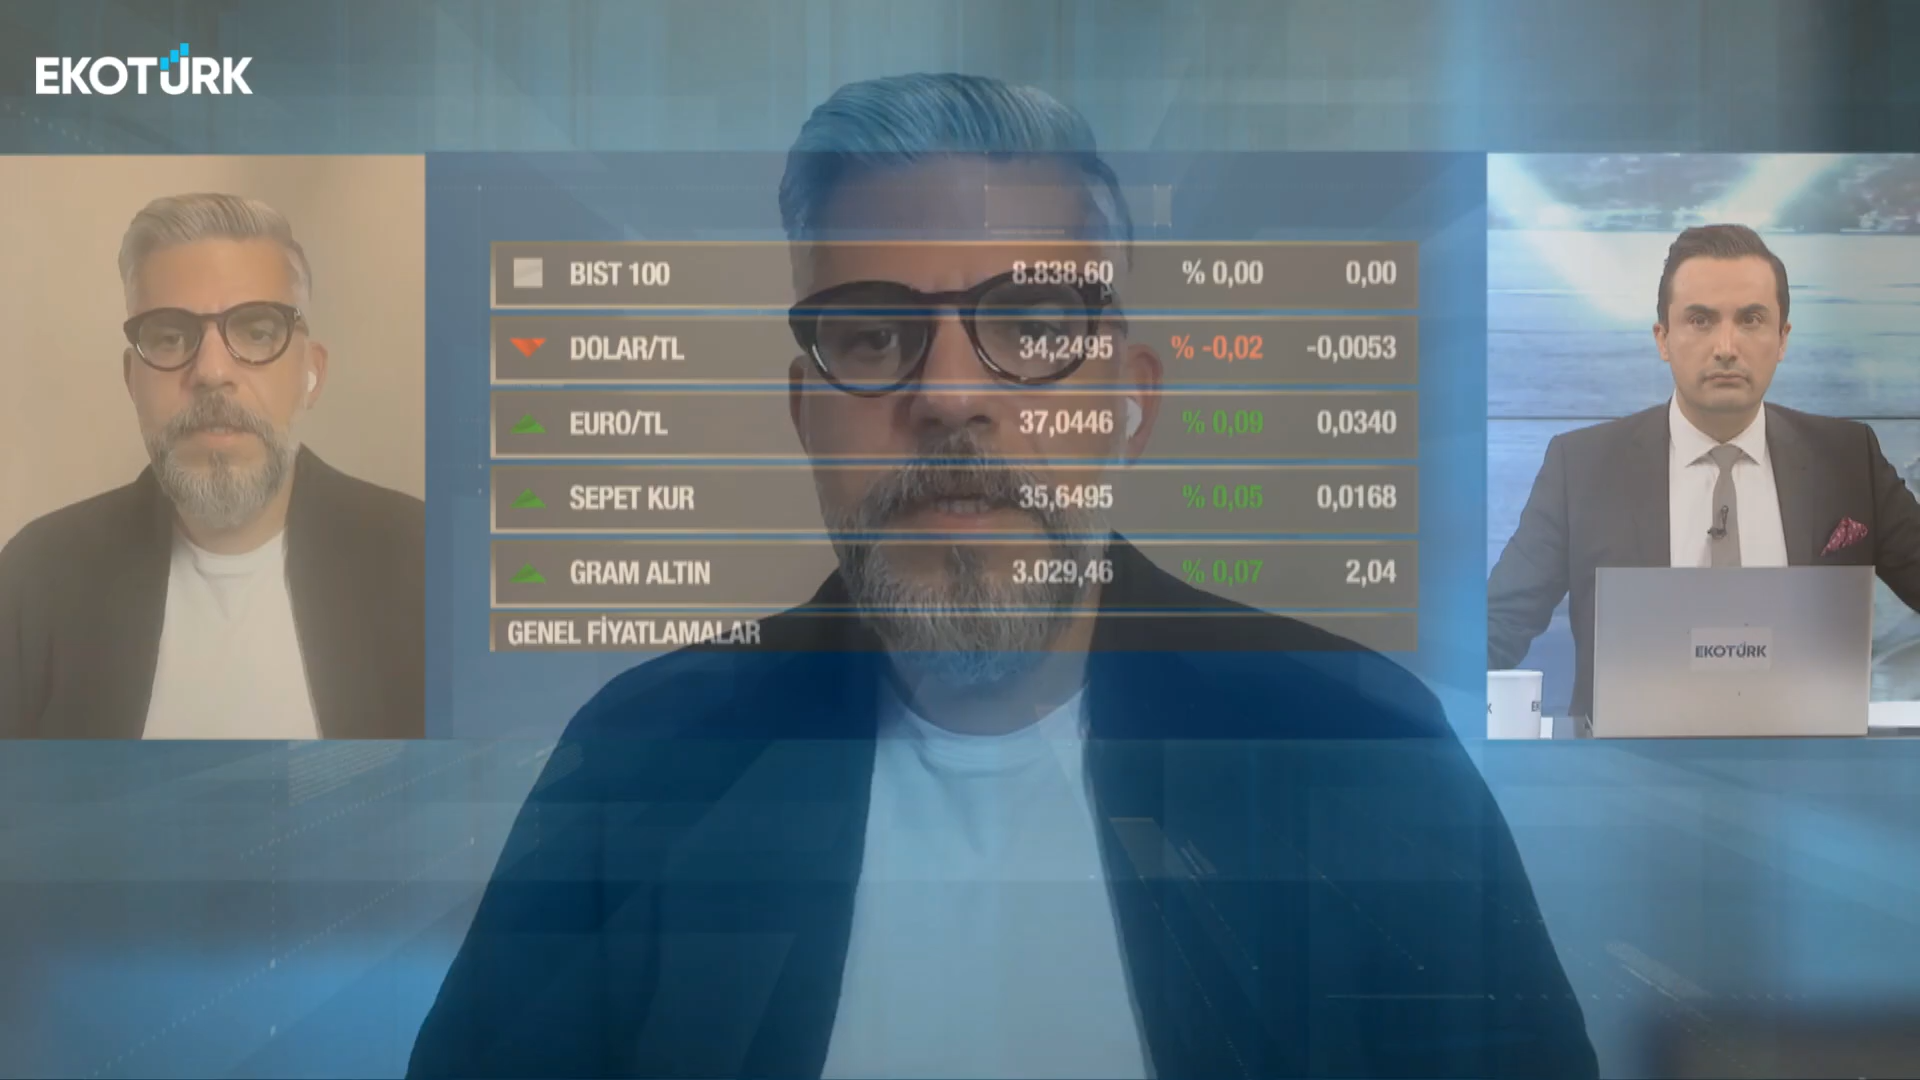 EKOTÜRK
BIST 100 8.838,60 % 0,00 0,00
DOLAR/TL 34,2495 % -0,02 -0,0053
EURO/TL 37,0446 % 0,09 0,0340
SEPET KUR 35,6495 % 0,05 0,0168
GRAM ALTIN 3.029,46 % 0,07 2,04
GENEL FİYATLAMALAR
EKOTÜRK